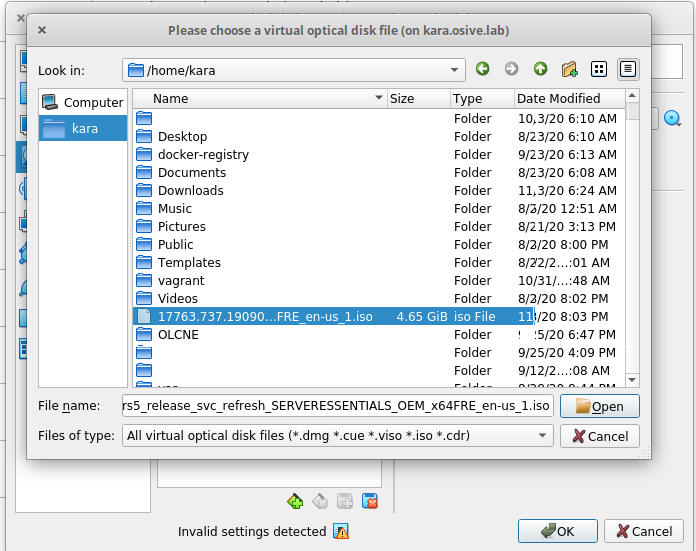 Please choose a virtual optical disk file (on kara.osive.lab)
Look in: /home/kara
Computer
kara
Name Size Type Date Modified
Folder 10,3/20 6:10 AM
Desktop Folder 8/23/20 6:10 AM
docker-registry Folder 9/23/20 6:13 AM
Documents Folder 8/23/20 6:08 AM
Downloads Folder 11,3/20 6:24 AM
Music Folder 8/2/20 12:51 AM
Pictures Folder 8/21/20 3:13 PM
Public Folder 8/2/20 8:00 PM
Templates Folder 8/22/2...:01 AM
vagrant Folder 10/31/...:48 AM
Videos Folder 8/2/20 8:02 PM
17763.737.19090...FRE_en-us_1.iso 4.65 GiB iso File 11/20 8:03 PM
OLCNE Folder 25/20 6:47 PM
Folder 9/25/20 4:09 PM
Folder 9/12/2...:08 AM
File name: rs5_release_svc_refresh_SERVERESSENTIALS_OEM_x64FRE_en-us_1.iso Open
Files of type: All virtual optical disk files (*.dmg *.cue *.viso *.iso *.cdr) Cancel
Invalid settings detected
OK Cancel